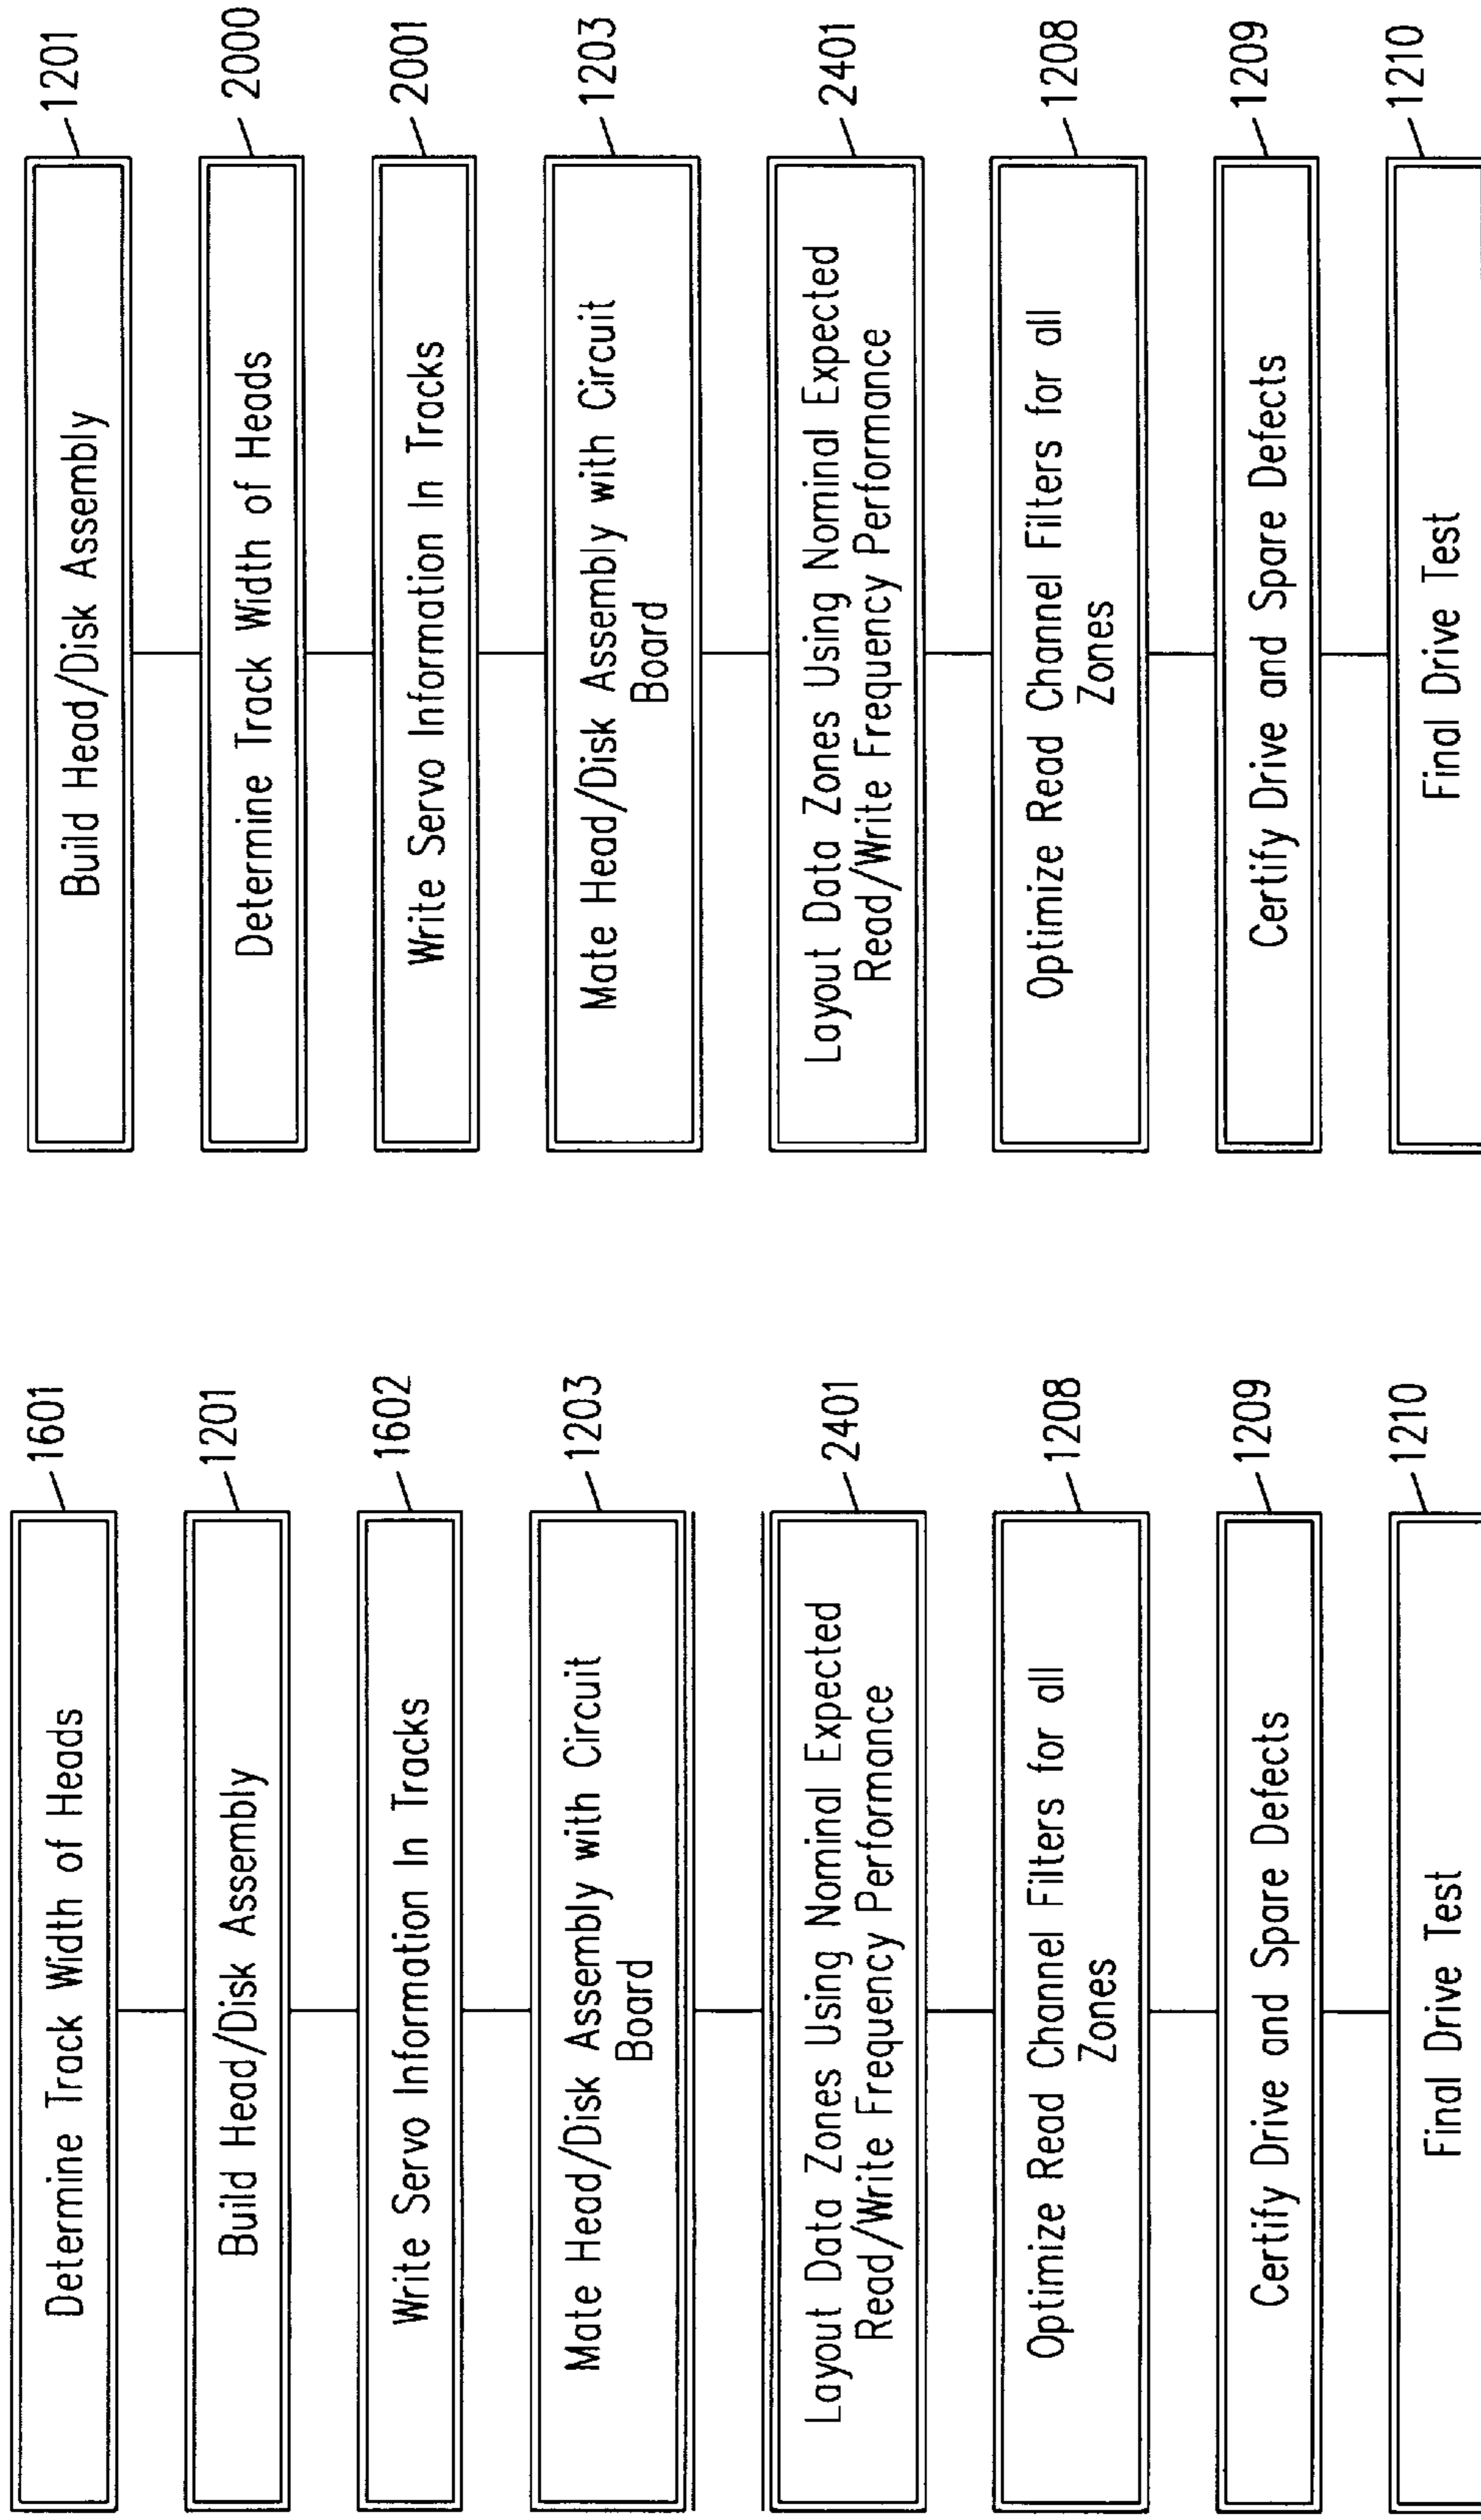 Determine Track Width of Heads
1601
Build Head/Disk Assembly
1201
Write Servo Information In Tracks
1602
Mate Head/Disk Assembly with Circuit
Board
1203
Layout Data Zones Using Nominal Expected
Read/Write Frequency Performance
2401
Optimize Read Channel Filters for all
Zones
1208
Certify Drive and Spare Defects
1209
Final Drive Test
1210
Build Head/Disk Assembly
1201
Determine Track Width of Heads
2000
Write Servo Information In Tracks
2001
Mate Head/Disk Assembly with Circuit
Board
1203
Layout Data Zones Using Nominal Expected
Read/Write Frequency Performance
2401
Optimize Read Channel Filters for all
Zones
1208
Certify Drive and Spare Defects
1209
Final Drive Test
1210